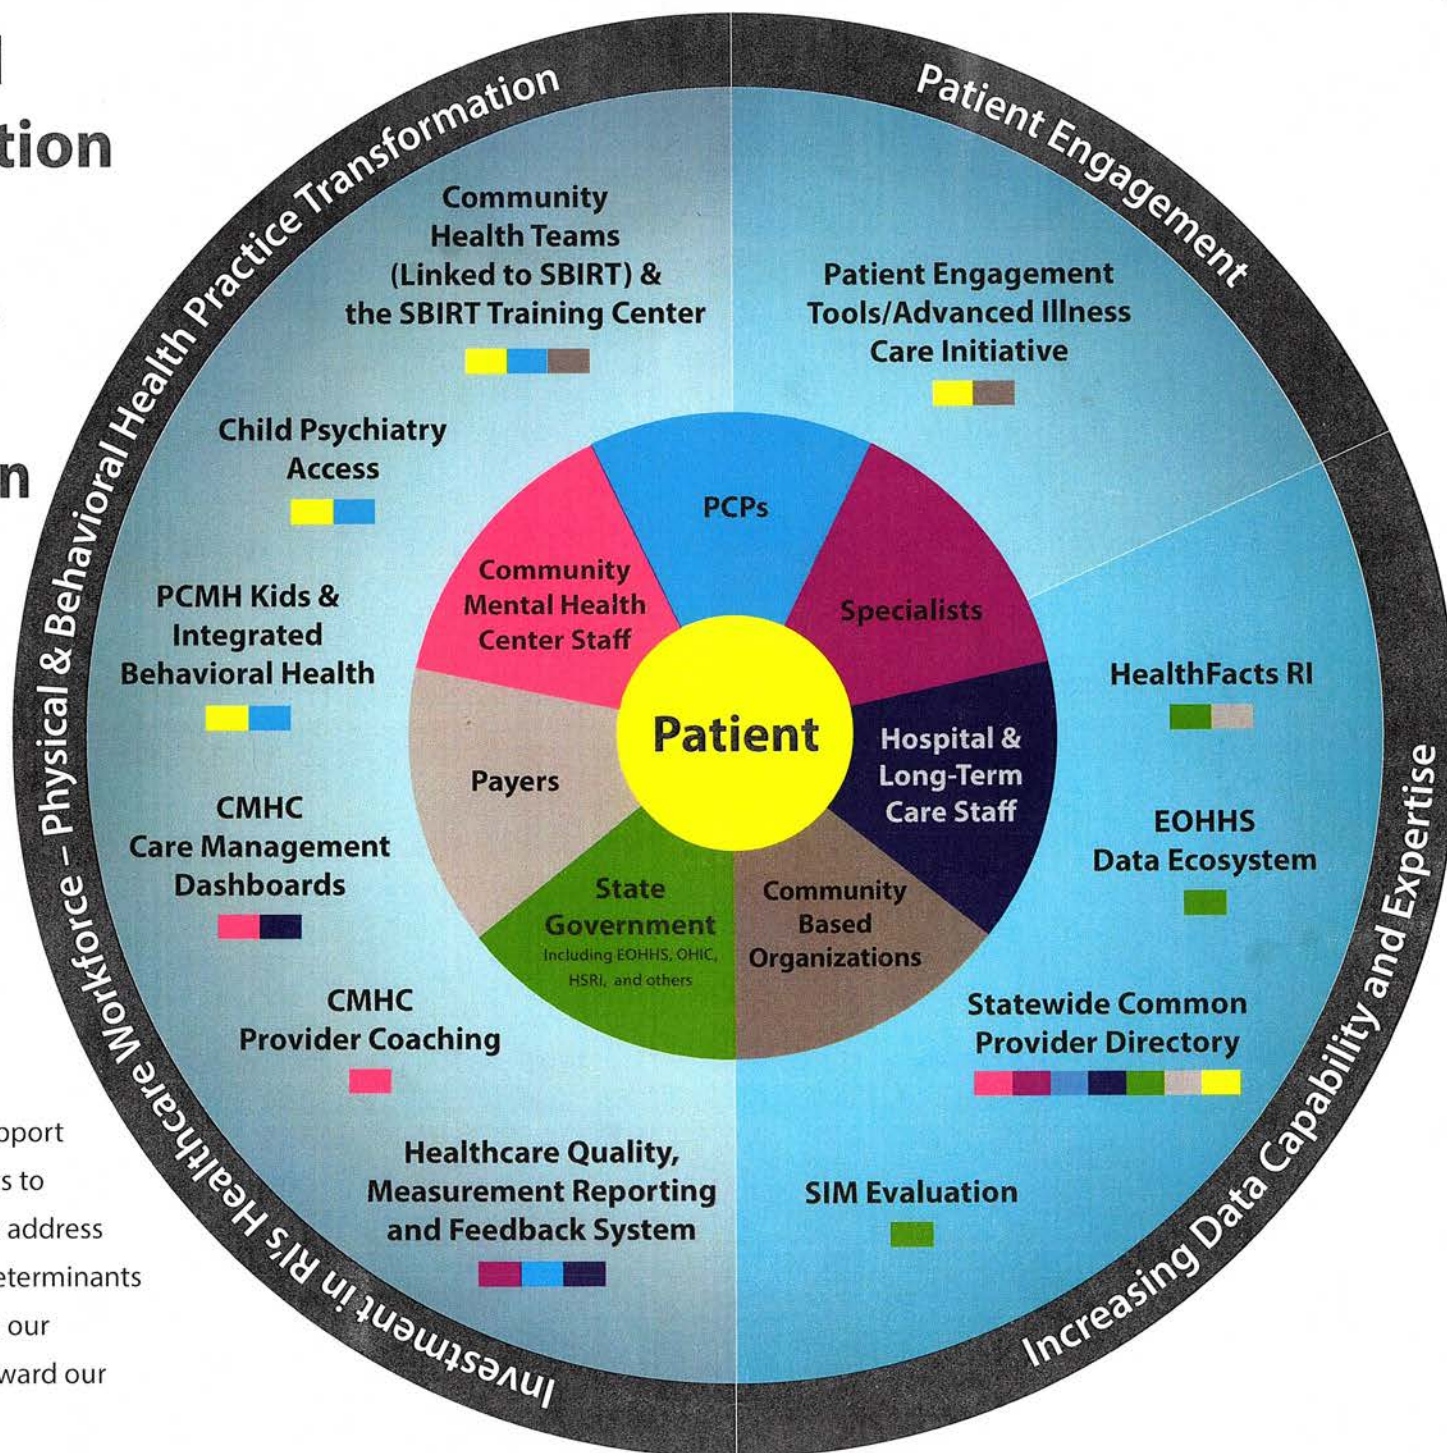 tion
n
pport
s to
address
eterminants
our
ward our
Investment in RI's Healthcare Workforce – Physical & Behavioral Health Practice Transformation
Patient Engagement
Increasing Data Capability and Expertise
Community
Health Teams
(Linked to SBIRT) &
the SBIRT Training Center
Child Psychiatry
Access
PCMH Kids &
Integrated
Behavioral Health
CMHC
Care Management
Dashboards
CMHC
Provider Coaching
Healthcare Quality,
Measurement Reporting
and Feedback System
Patient Engagement
Tools/Advanced Illness
Care Initiative
HealthFacts RI
EOHHS
Data Ecosystem
Statewide Common
Provider Directory
SIM Evaluation
PCPs
Specialists
Hospital &
Long-Term
Care Staff
Community
Based
Organizations
State
Government
Including EOHHS, OHIC,
HSRI, and others
Payers
Community
Mental Health
Center Staff
Patient